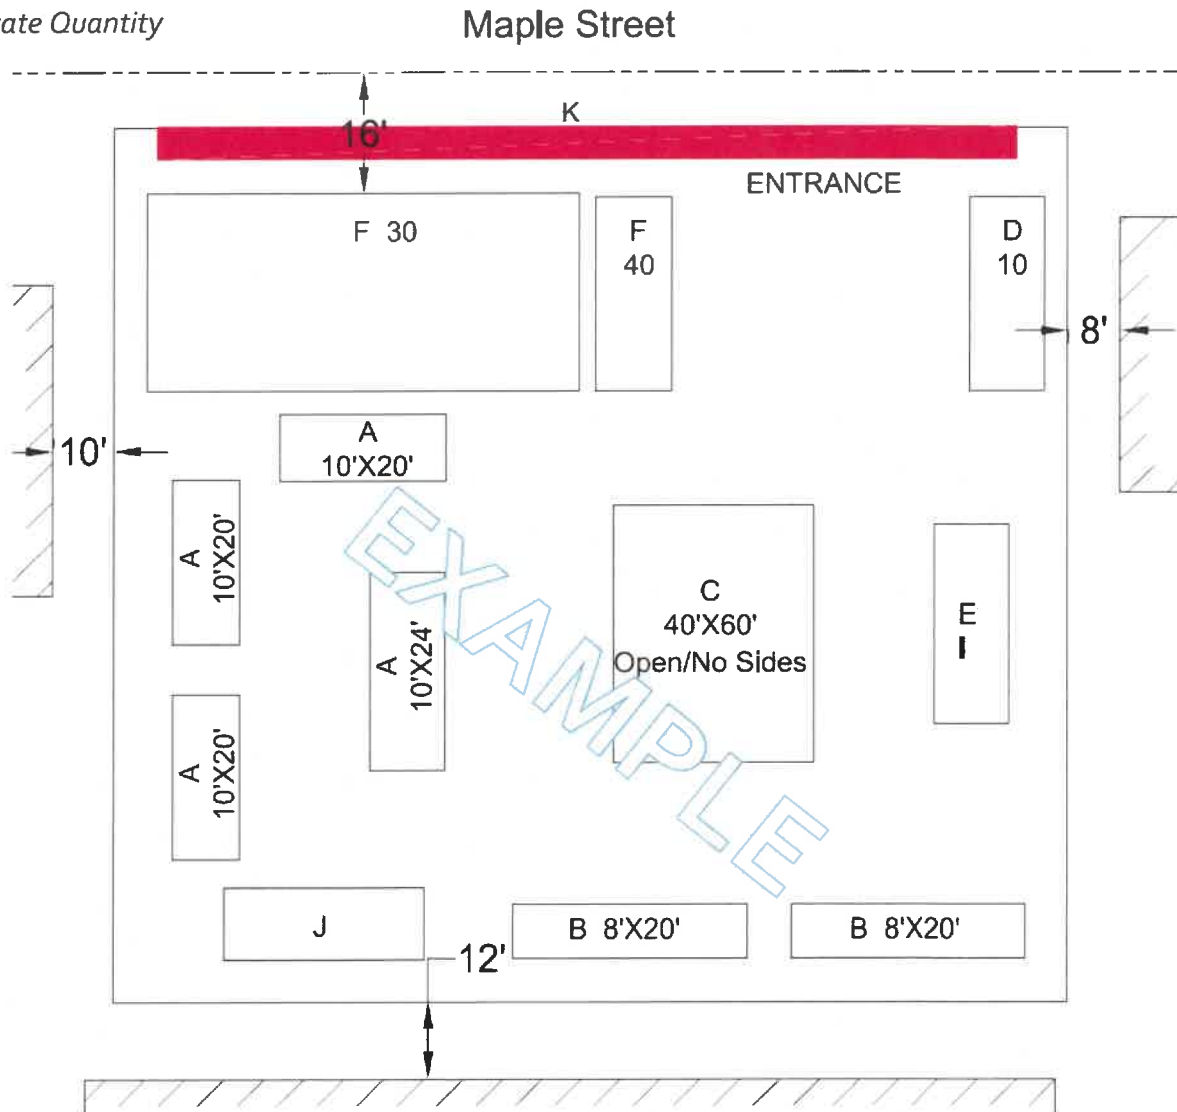 ate Quantity
Maple Street
K
16'
ENTRANCE
F 30
F
40
D
10
8'
10'
A
10'X20'
A
10'X20'
A
10'X24'
C
40'X60'
Open/No Sides
E
I
A
10'X20'
EXAMPLE
J
B 8'X20'
B 8'X20'
12'